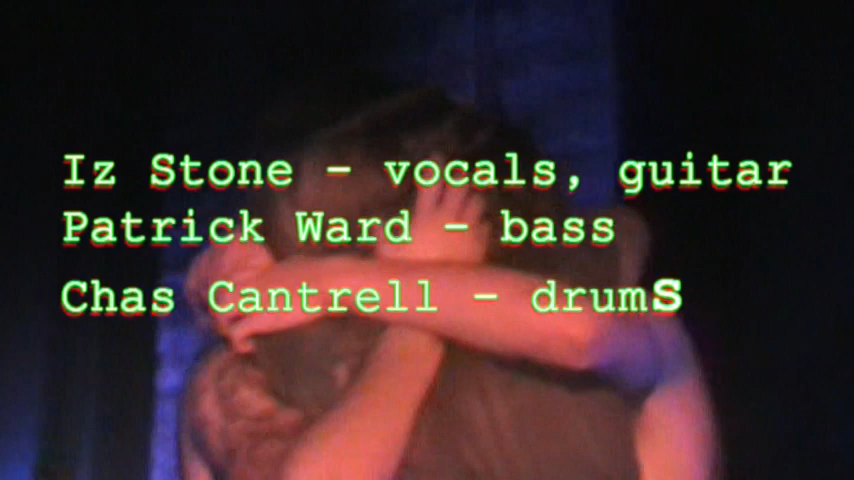 Iz Stone - vocals, guitar
Patrick Ward - bass
Chas Cantrell - drums